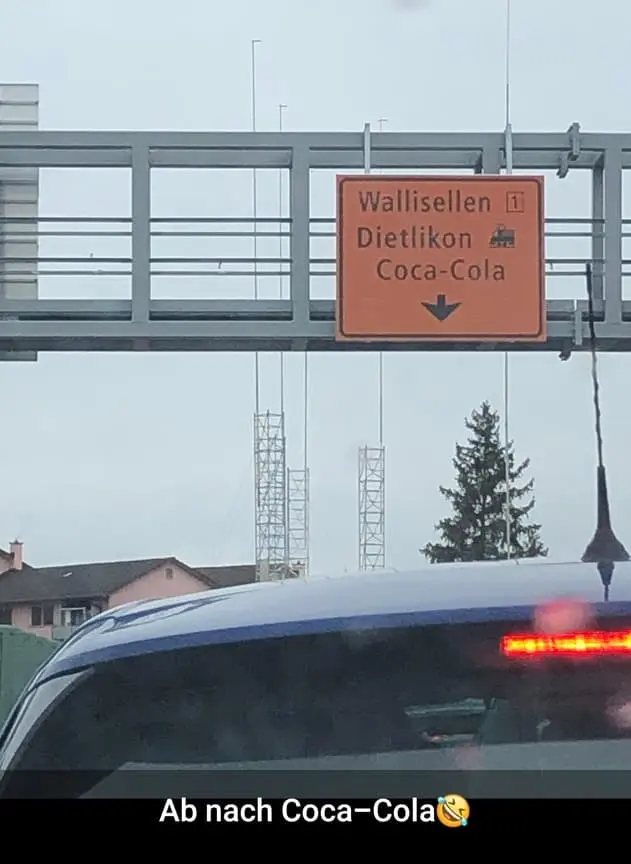 Wallisellen 1
Dietlikon
Coca-Cola
Ab nach Coca-Cola🤣